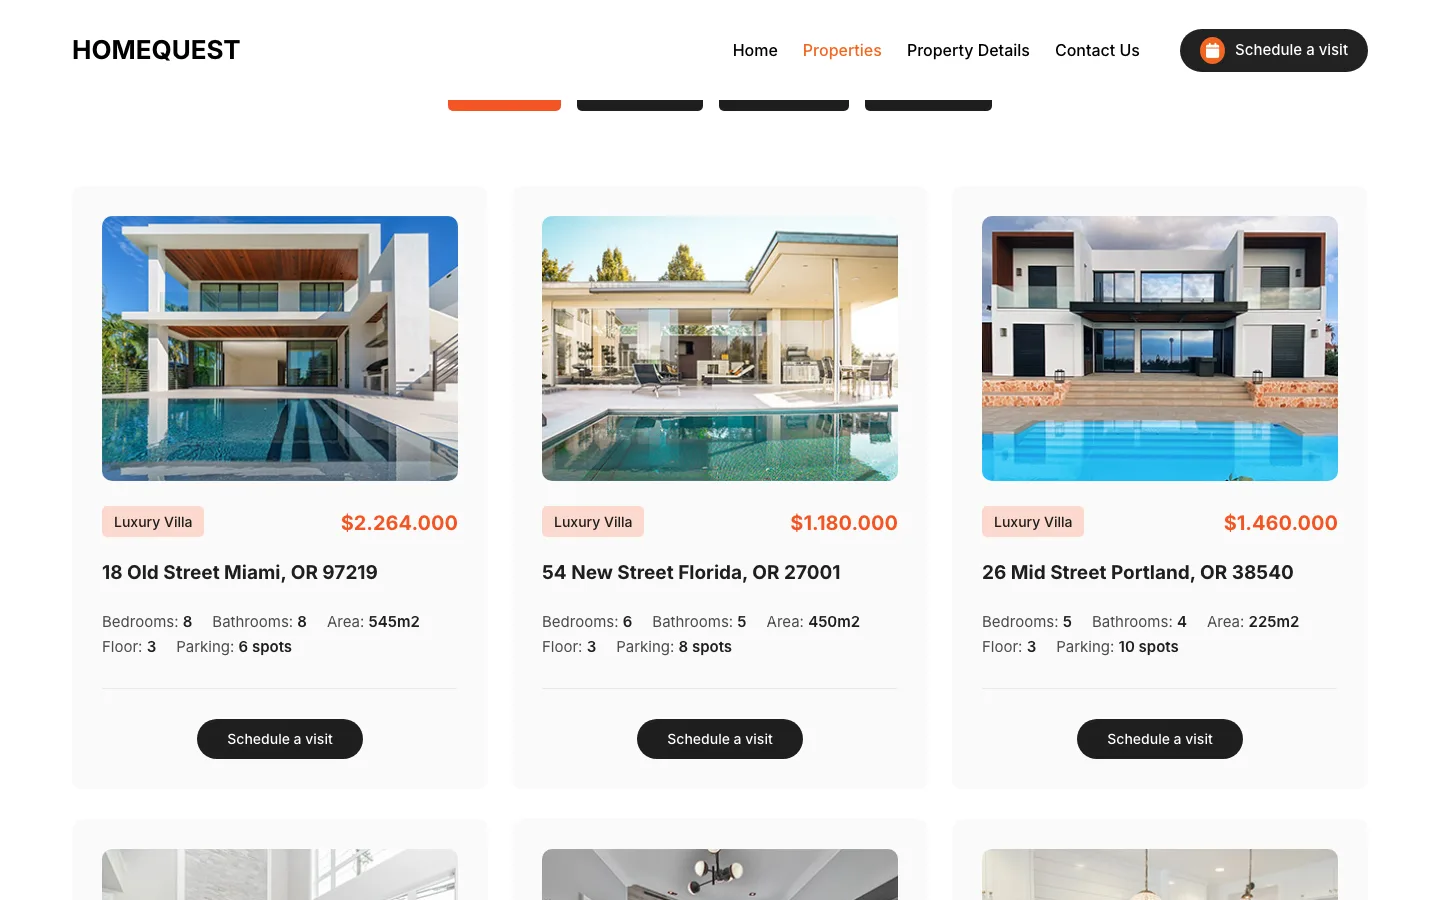 HOMEQUEST
Home Properties Property Details Contact Us Schedule a visit
Luxury Villa $2.264.000
18 Old Street Miami, OR 97219
Bedrooms: 8 Bathrooms: 8 Area: 545m2
Floor: 3 Parking: 6 spots
Schedule a visit
Luxury Villa $1.180.000
54 New Street Florida, OR 27001
Bedrooms: 6 Bathrooms: 5 Area: 450m2
Floor: 3 Parking: 8 spots
Schedule a visit
Luxury Villa $1.460.000
26 Mid Street Portland, OR 38540
Bedrooms: 5 Bathrooms: 4 Area: 225m2
Floor: 3 Parking: 10 spots
Schedule a visit